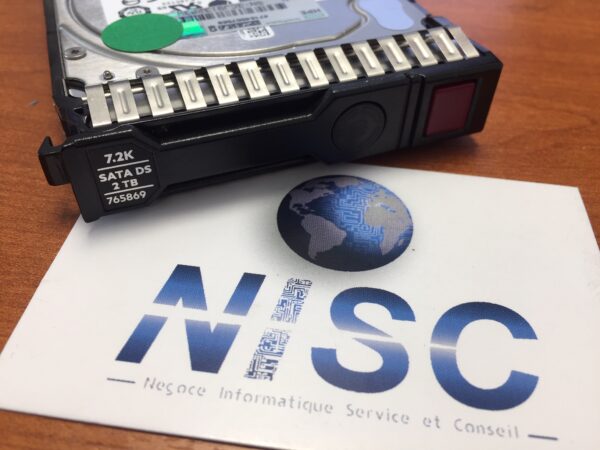 7.2K
SATA DS
2 TB
765869
NISC
Negoce Informatique Service et Conseil